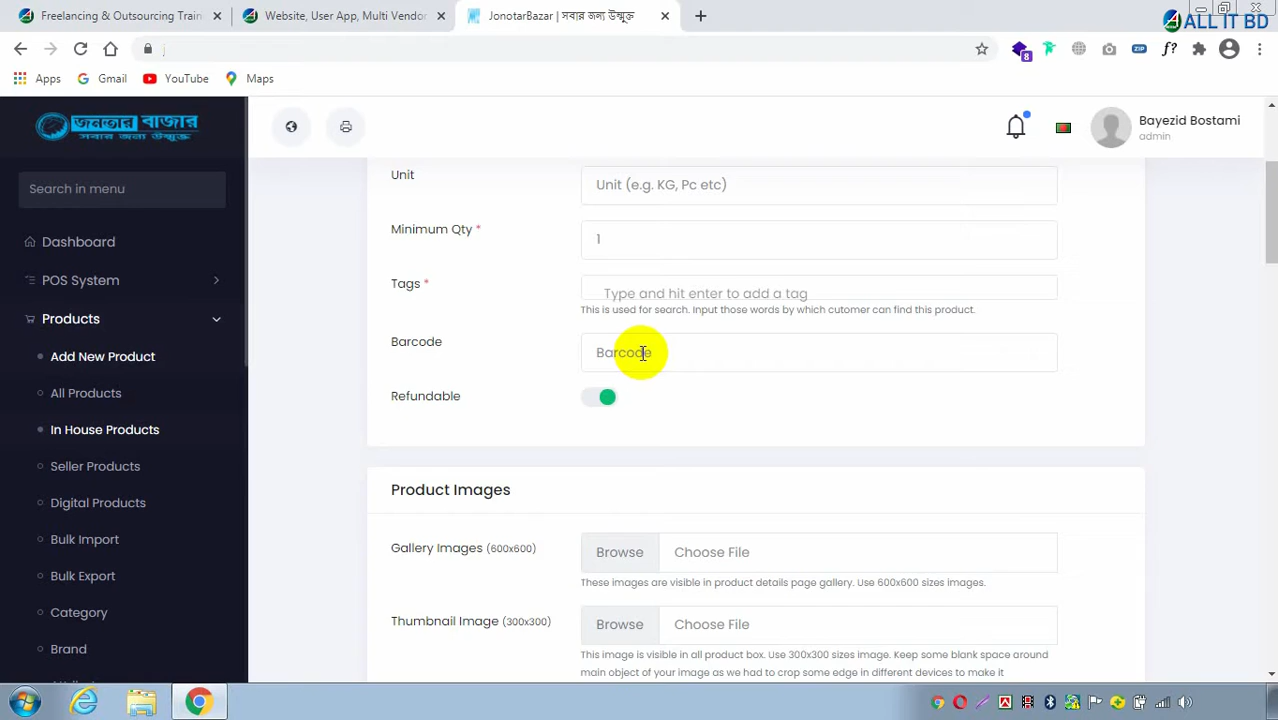 Freelancing & Outsourcing Train
Website, User App, Multi Vendor
JonotarBazar | সবার জন্য উন্মুক্ত
ALL IT BD
8
ZIP
f?
Apps
Gmail
YouTube
Maps
জনতার বাজার
সবার জন্য উন্মুক্ত
Bayezid Bostami
admin
Search in menu
Dashboard
POS System
Products
Add New Product
All Products
In House Products
Seller Products
Digital Products
Bulk Import
Bulk Export
Category
Brand
Unit
Unit (e.g. KG, Pc etc)
Minimum Qty *
1
Tags *
Type and hit enter to add a tag
This is used for search. Input those words by which cutomer can find this product.
Barcode
Barcode
Refundable
Product Images
Gallery Images (600x600)
Browse
Choose File
These images are visible in product details page gallery. Use 600x600 sizes images.
Thumbnail Image (300x300)
Browse
Choose File
This image is visible in all product box. Use 300x300 sizes image. Keep some blank space around
main object of your image as we had to crop some edge in different devices to make it